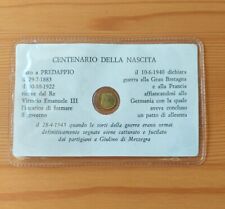 CENTENARIO DELLA NASCITA
nato a PREDAPPIO
il 29-7-1883
il 30-10-1922
riceve dal Re
Vittorio Emanuele III
l'incarico di formare
il governo
il 10-6-1940 dichiara
guerra alla Gran Bretagna
e alla Francia
affiancandosi alla
Germania con la quale
aveva concluso
un patto di alleanza
il 28-4-1945 quando le sorti della guerra erano ormai
definitivamente segnate viene catturato e fucilato
dai partigiani a Giulino di Mezzegra